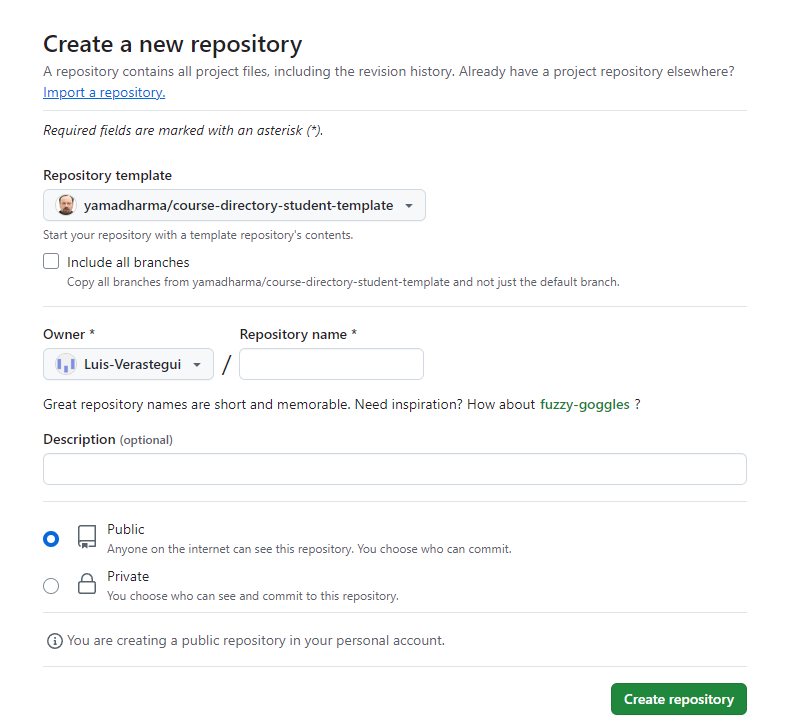 Create a new repository
A repository contains all project files, including the revision history. Already have a project repository elsewhere?
Import a repository.
Required fields are marked with an asterisk (*).
Repository template
yamadharma/course-directory-student-template
Start your repository with a template repository's contents.
Include all branches
Copy all branches from yamadharma/course-directory-student-template and not just the default branch.
Owner * Repository name *
Luis-Verastegui /
Great repository names are short and memorable. Need inspiration? How about fuzzy-goggles ?
Description (optional)
Public
Anyone on the internet can see this repository. You choose who can commit.
Private
You choose who can see and commit to this repository.
You are creating a public repository in your personal account.
Create repository